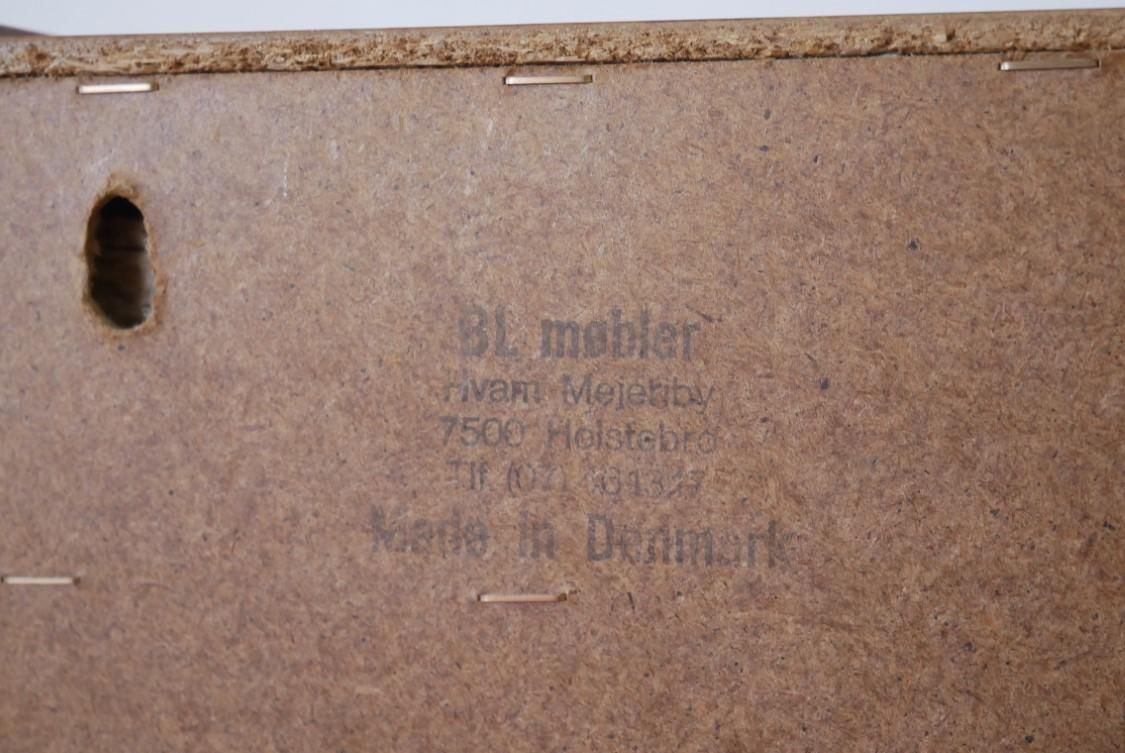 BL møbler
Hvam Mejeriby
7500 Holstebro
Tlf. (07)
Made in Denmark